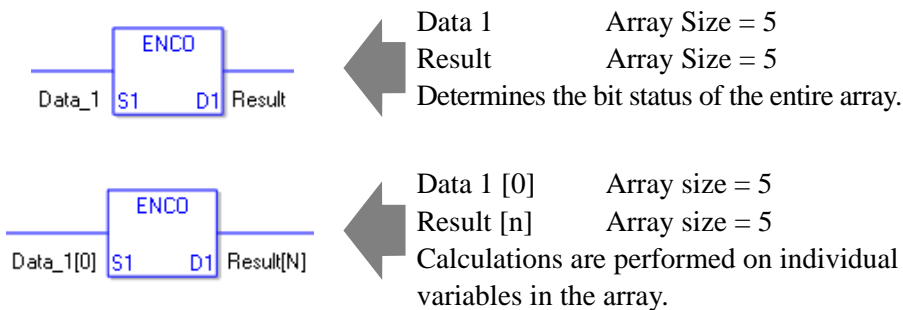 ENCO
Data_1 S1 D1 Result
Data 1 Array Size = 5
Result Array Size = 5
Determines the bit status of the entire array.
ENCO
Data_1[0] S1 D1 Result[N]
Data 1 [0] Array size = 5
Result [n] Array size = 5
Calculations are performed on individual
variables in the array.